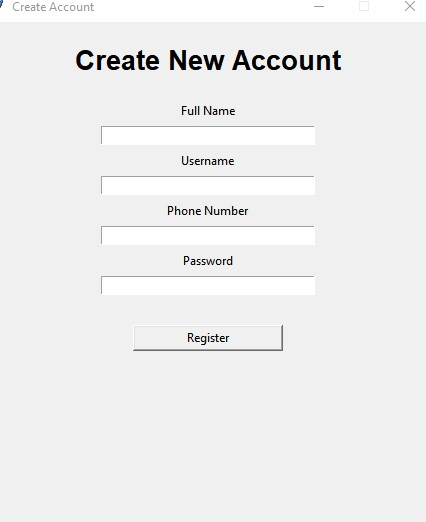 Create Account
Create New Account
Full Name
Username
Phone Number
Password
Register